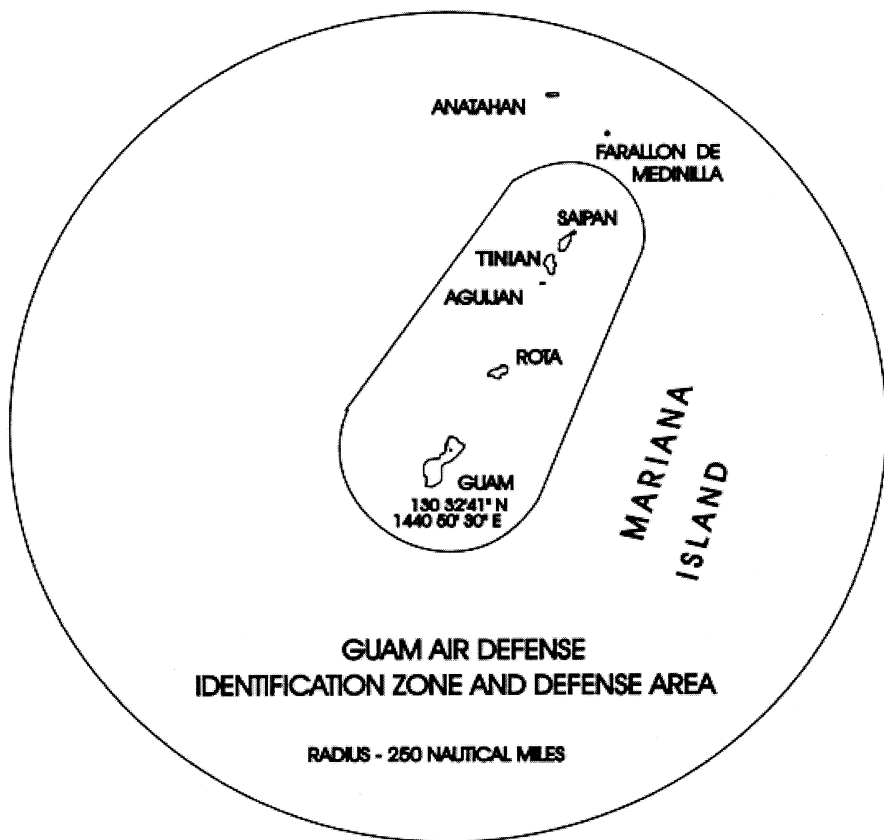 ANATAHAN
FARALLON DE
MEDINILLA
SAIPAN
TINIAN
AGUIJAN
ROTA
GUAM
130 32'41" N
1440 50' 30" E
MARIANA
ISLAND
GUAM AIR DEFENSE
IDENTIFICATION ZONE AND DEFENSE AREA
RADIUS - 250 NAUTICAL MILES